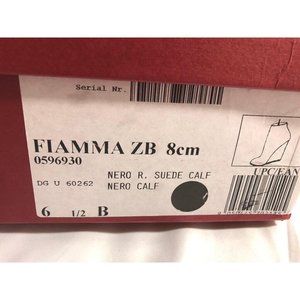 Serial Nr.
FIAMMA ZB 8cm
0596930
UPC/EAN
NERO R. SUEDE CALF
DG U 60262 NERO CALF
6 1/2 B